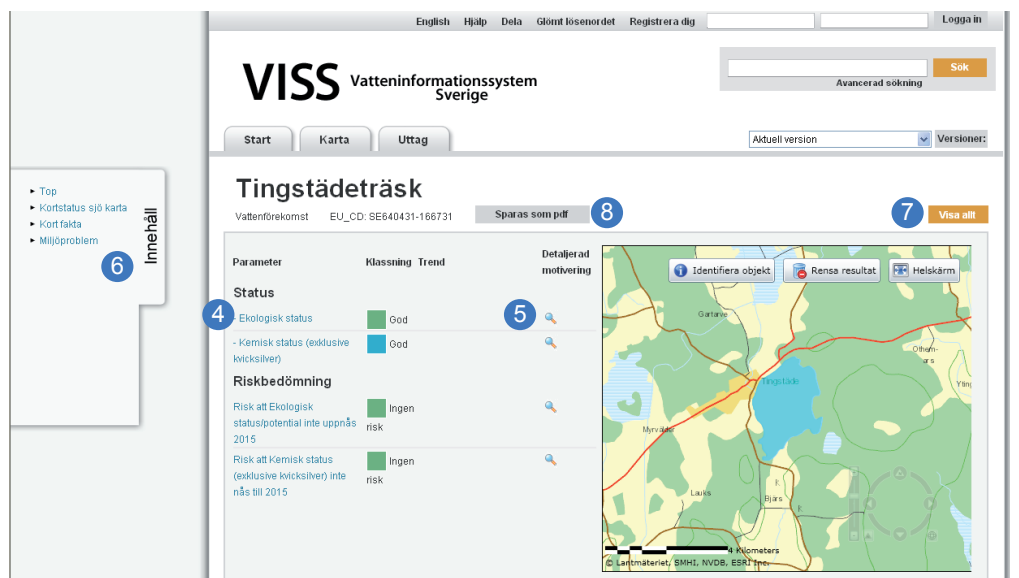 English Hjälp Dela Glömt lösenordet Registrera dig Logga in
VISS Vatteninformationssystem
Sverige
Sök
Avancerad sökning
Start Karta Uttag
Aktuell version Versioner:
Top
Kortstatus sjö karta
Kort fakta
Miljöproblem
6
Innehåll
Tingstädeträsk
Vattenförekomst EU_CD: SE640431-166731 Sparas som pdf 8 7 Visa allt
Parameter Klassning Trend Detaljerad
motivering
Status
4 - Ekologisk status God 5
- Kemisk status (exklusive God
kvicksilver)
Riskbedömning
Risk att Ekologisk Ingen
status/potential inte uppnås risk
2015
Risk att Kemisk status Ingen
(exklusive kvicksilver) inte risk
nås till 2015
Identifiera objekt Rensa resultat Helskärm
Gartarve
Othem-
ars
Tingstäde
Ying
Myrvälder
Lauks
Bjärs
4 Kilometers
© Lantmäteriet, SMHI, NVDB, ESRI Inc.